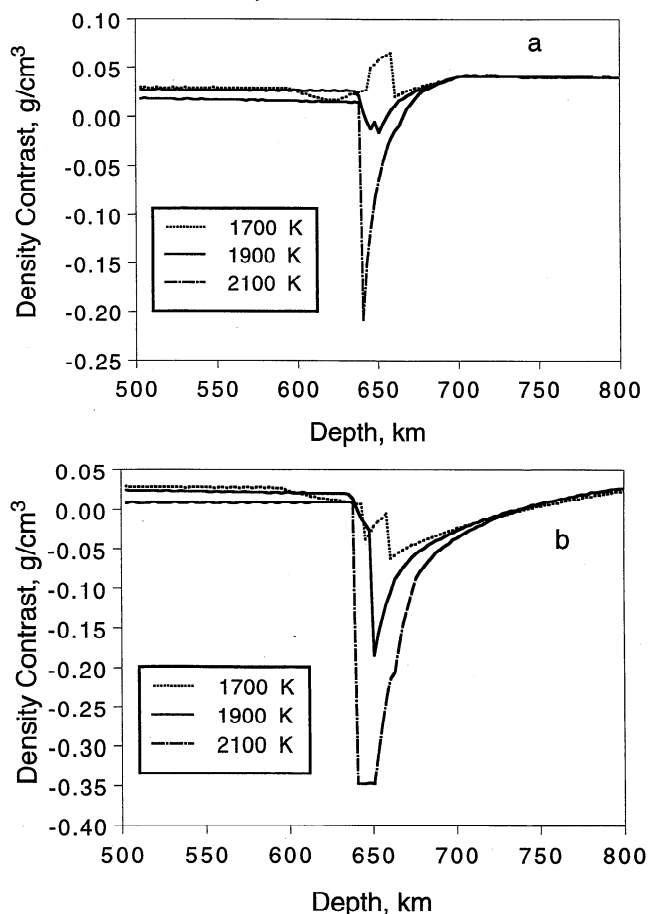 0.10
0.05
0.00
-0.05
-0.10
-0.15
-0.20
-0.25
Density Contrast, g/cm³
a
1700 K
1900 K
2100 K
500 550 600 650 700 750 800
Depth, km
0.05
0.00
-0.05
-0.10
-0.15
-0.20
-0.25
-0.30
-0.35
-0.40
Density Contrast, g/cm³
b
1700 K
1900 K
2100 K
500 550 600 650 700 750 800
Depth, km